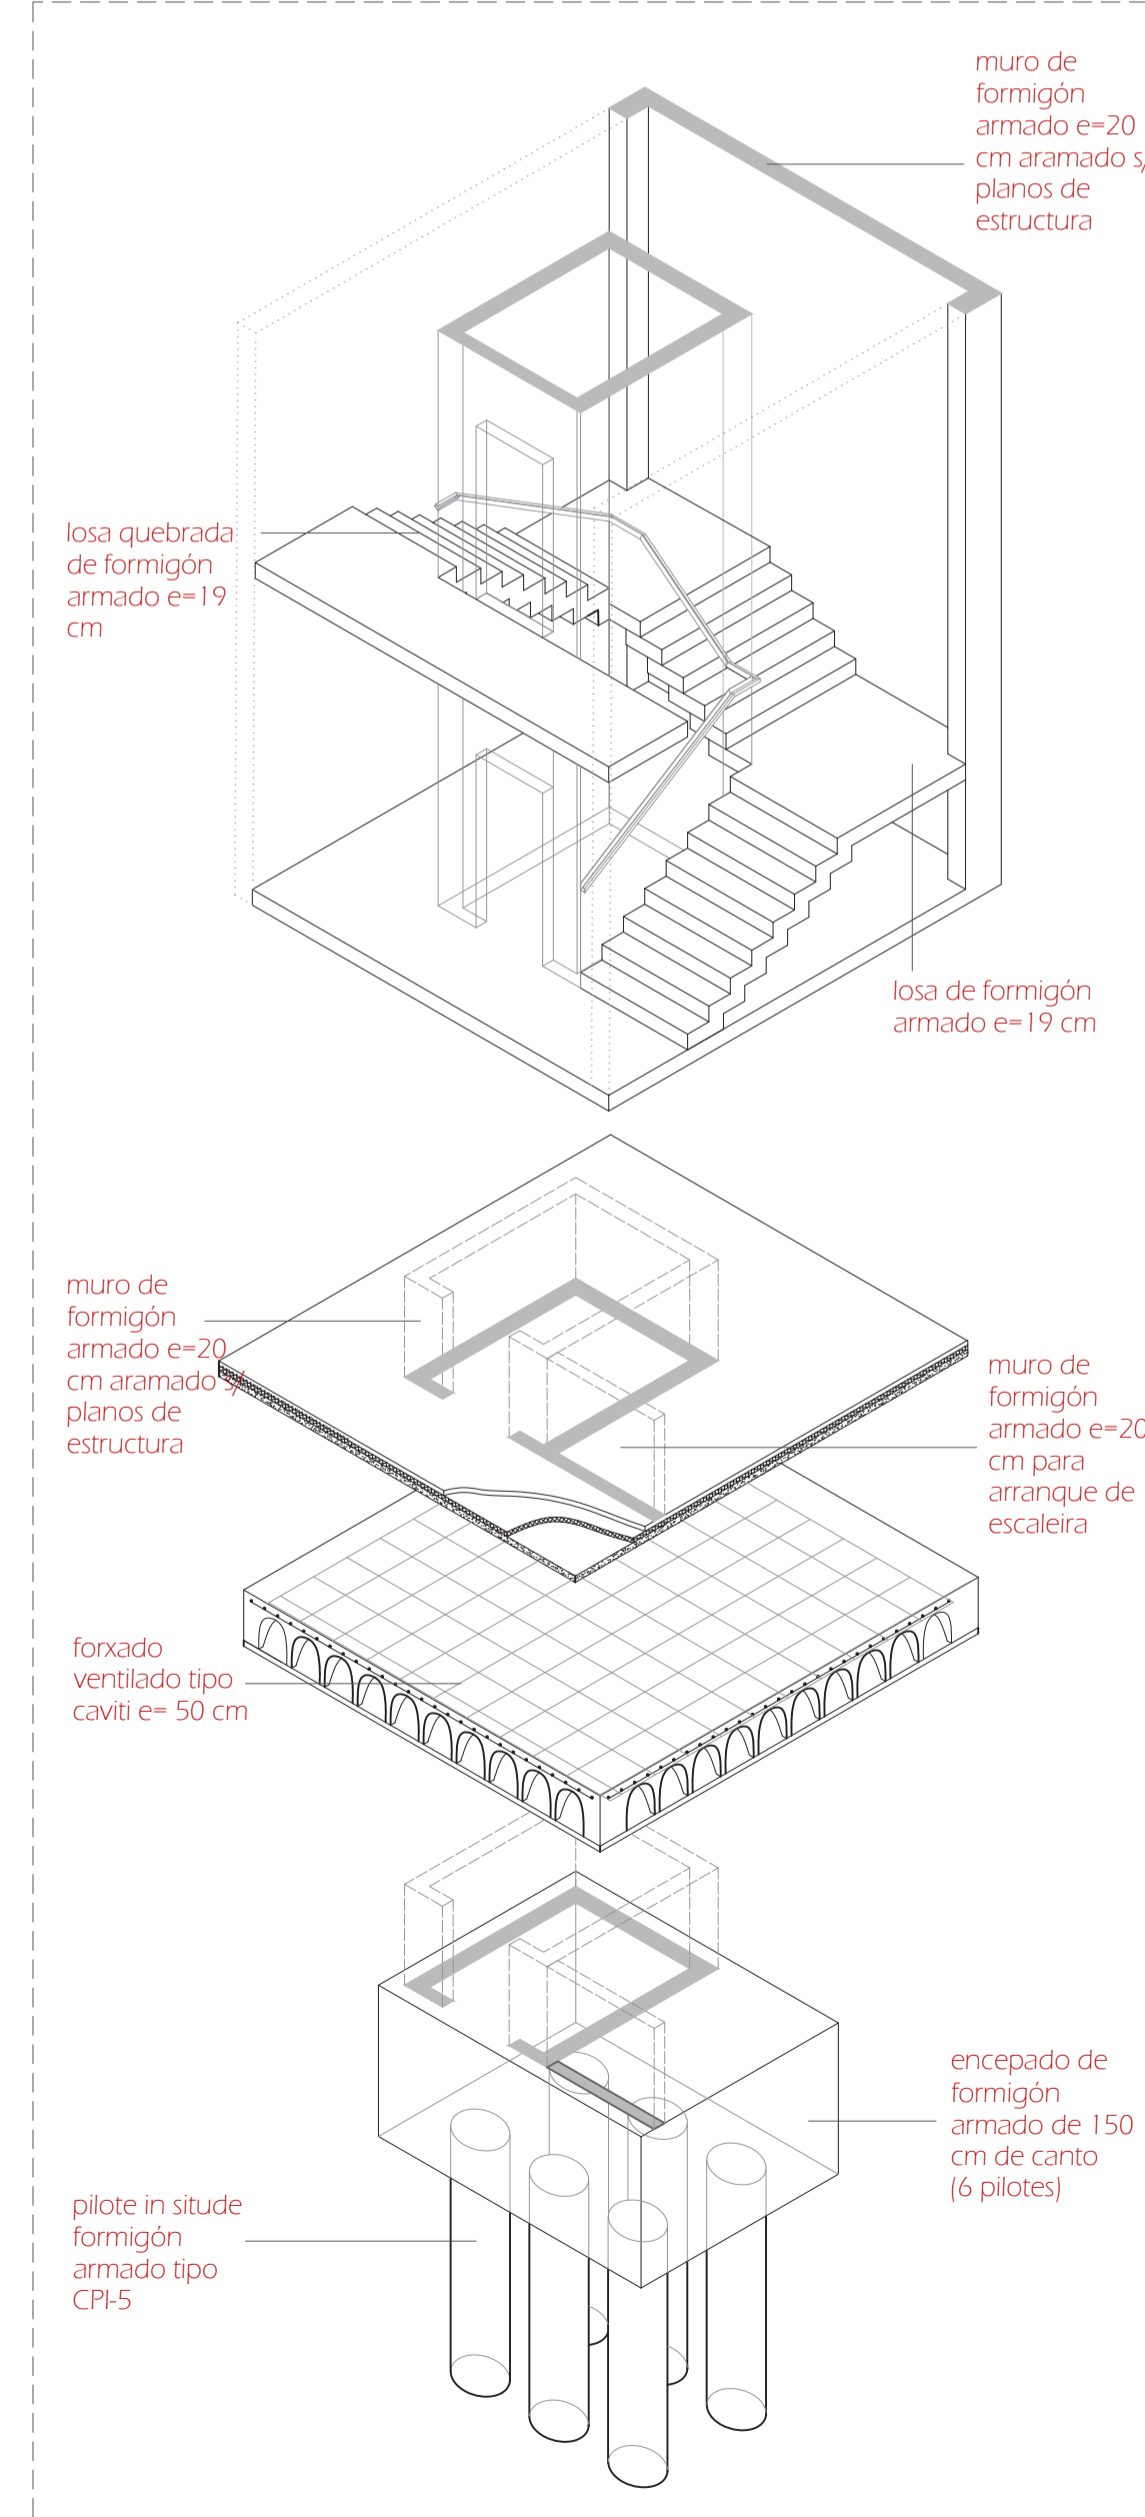 muro de
formigón
armado e=20
cm aramado s/
planos de
estructura
losa quebrada
de formigón
armado e=19
cm
losa de formigón
armado e=19 cm
muro de
formigón
armado e=20
cm aramado s/
planos de
estructura
muro de
formigón
armado e=20
cm para
arranque de
escaleira
forxado
ventilado tipo
caviti e= 50 cm
encepado de
formigón
armado de 150
cm de canto
(6 pilotes)
pilote in situde
formigón
armado tipo
CPI-5